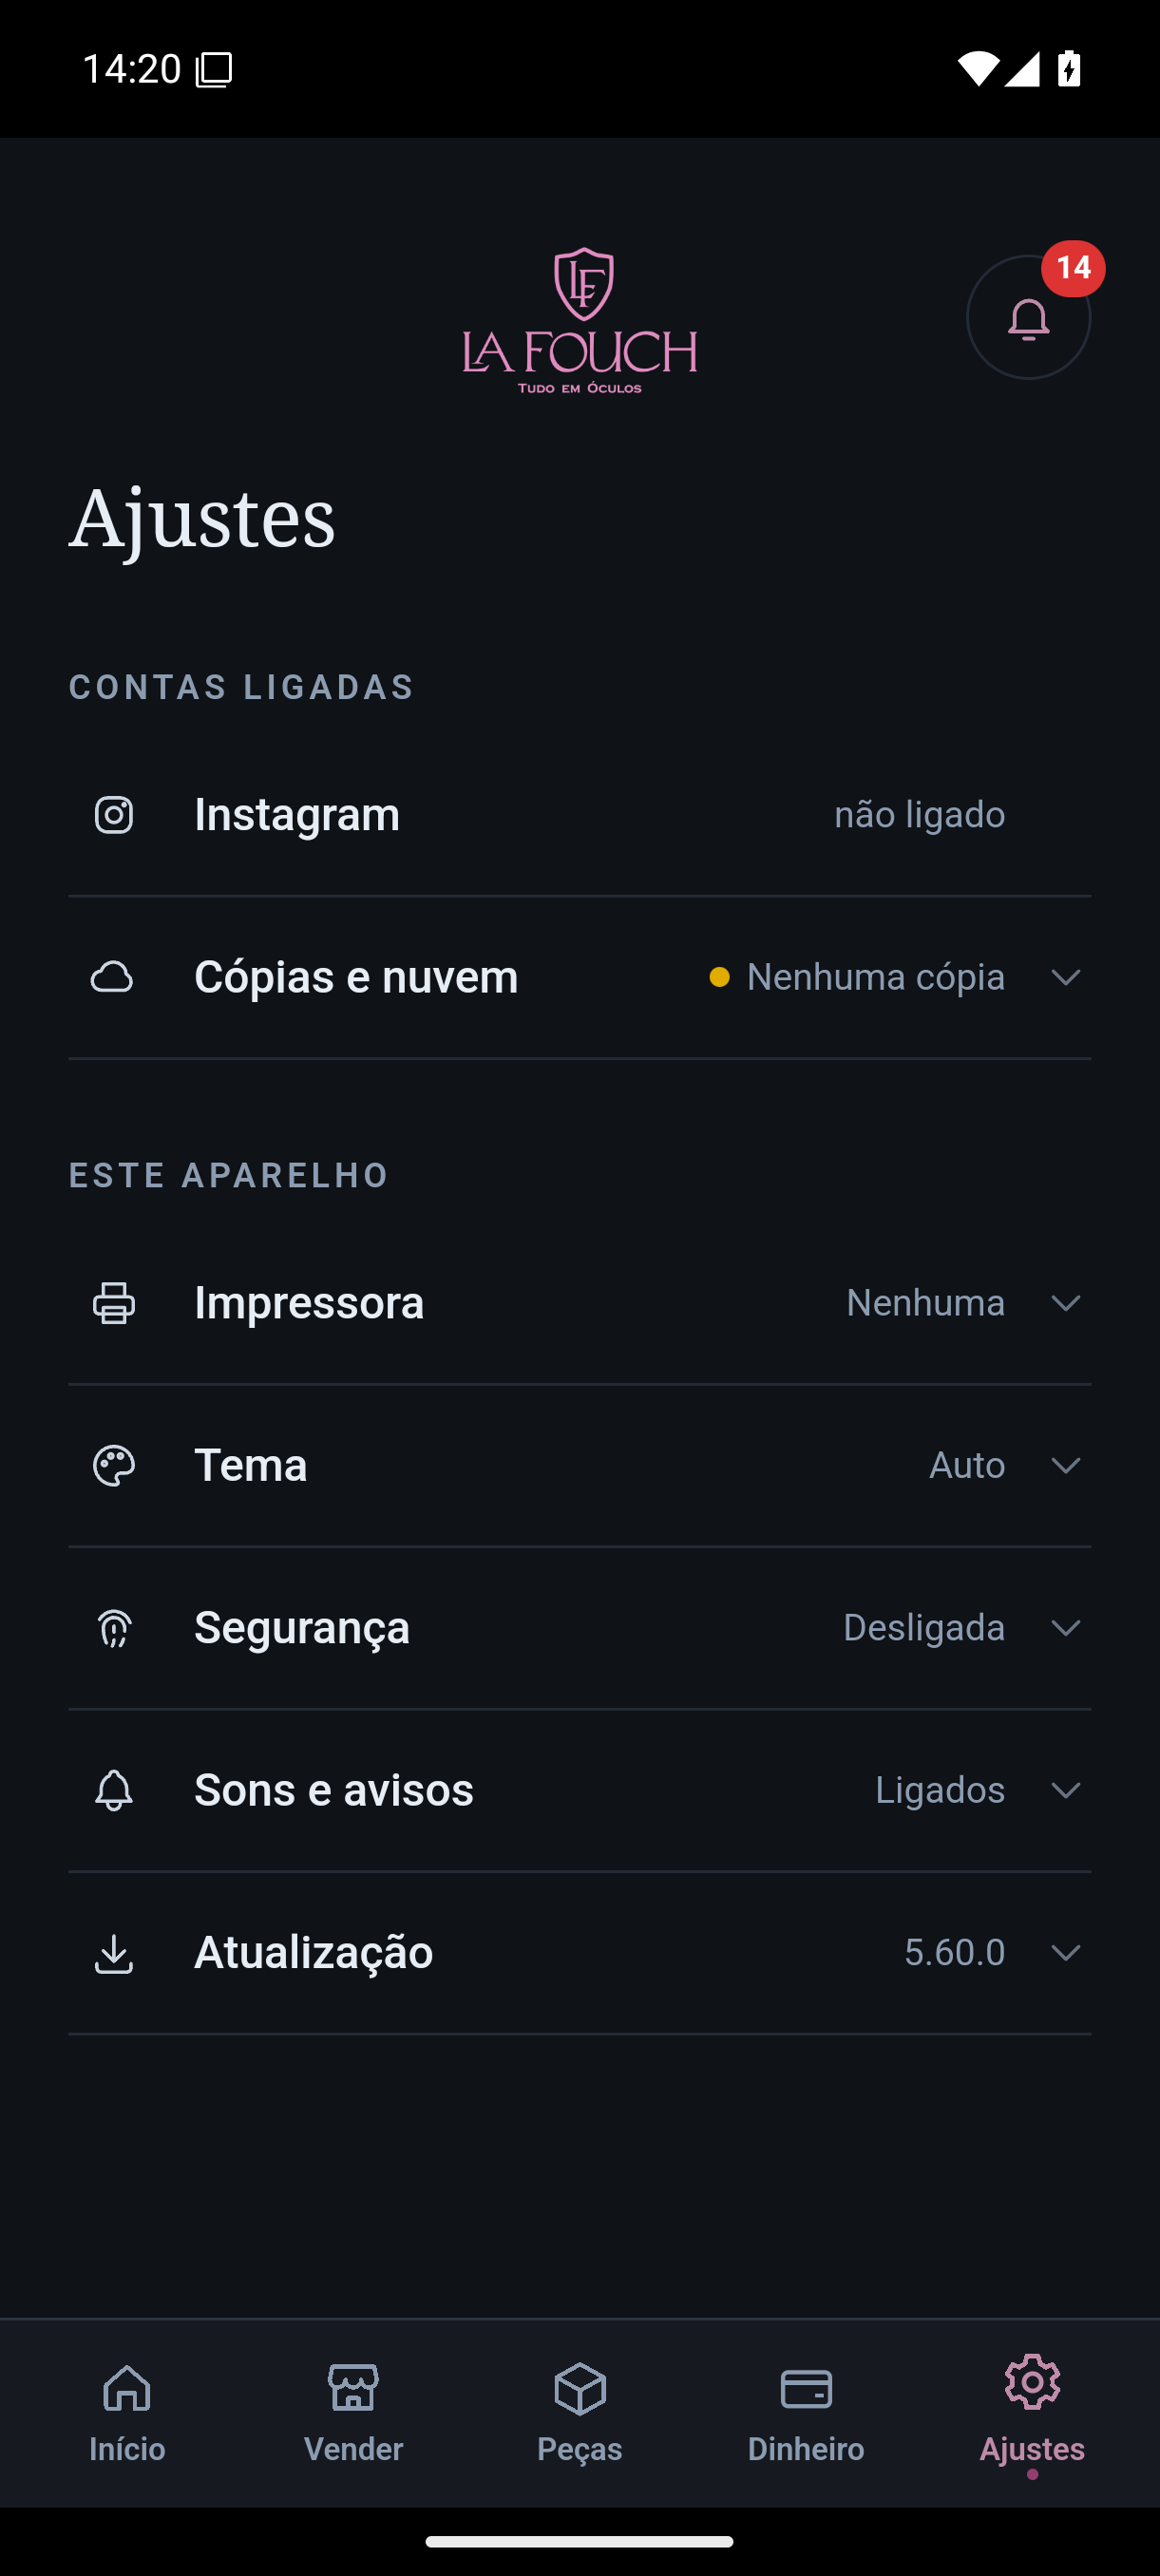 14:20
14
LF
LA FOUCH
TUDO EM ÓCULOS
Ajustes
CONTAS LIGADAS
Instagram não ligado
Cópias e nuvem Nenhuma cópia
ESTE APARELHO
Impressora Nenhuma
Tema Auto
Segurança Desligada
Sons e avisos Ligados
Atualização 5.60.0
Início Vender Peças Dinheiro Ajustes